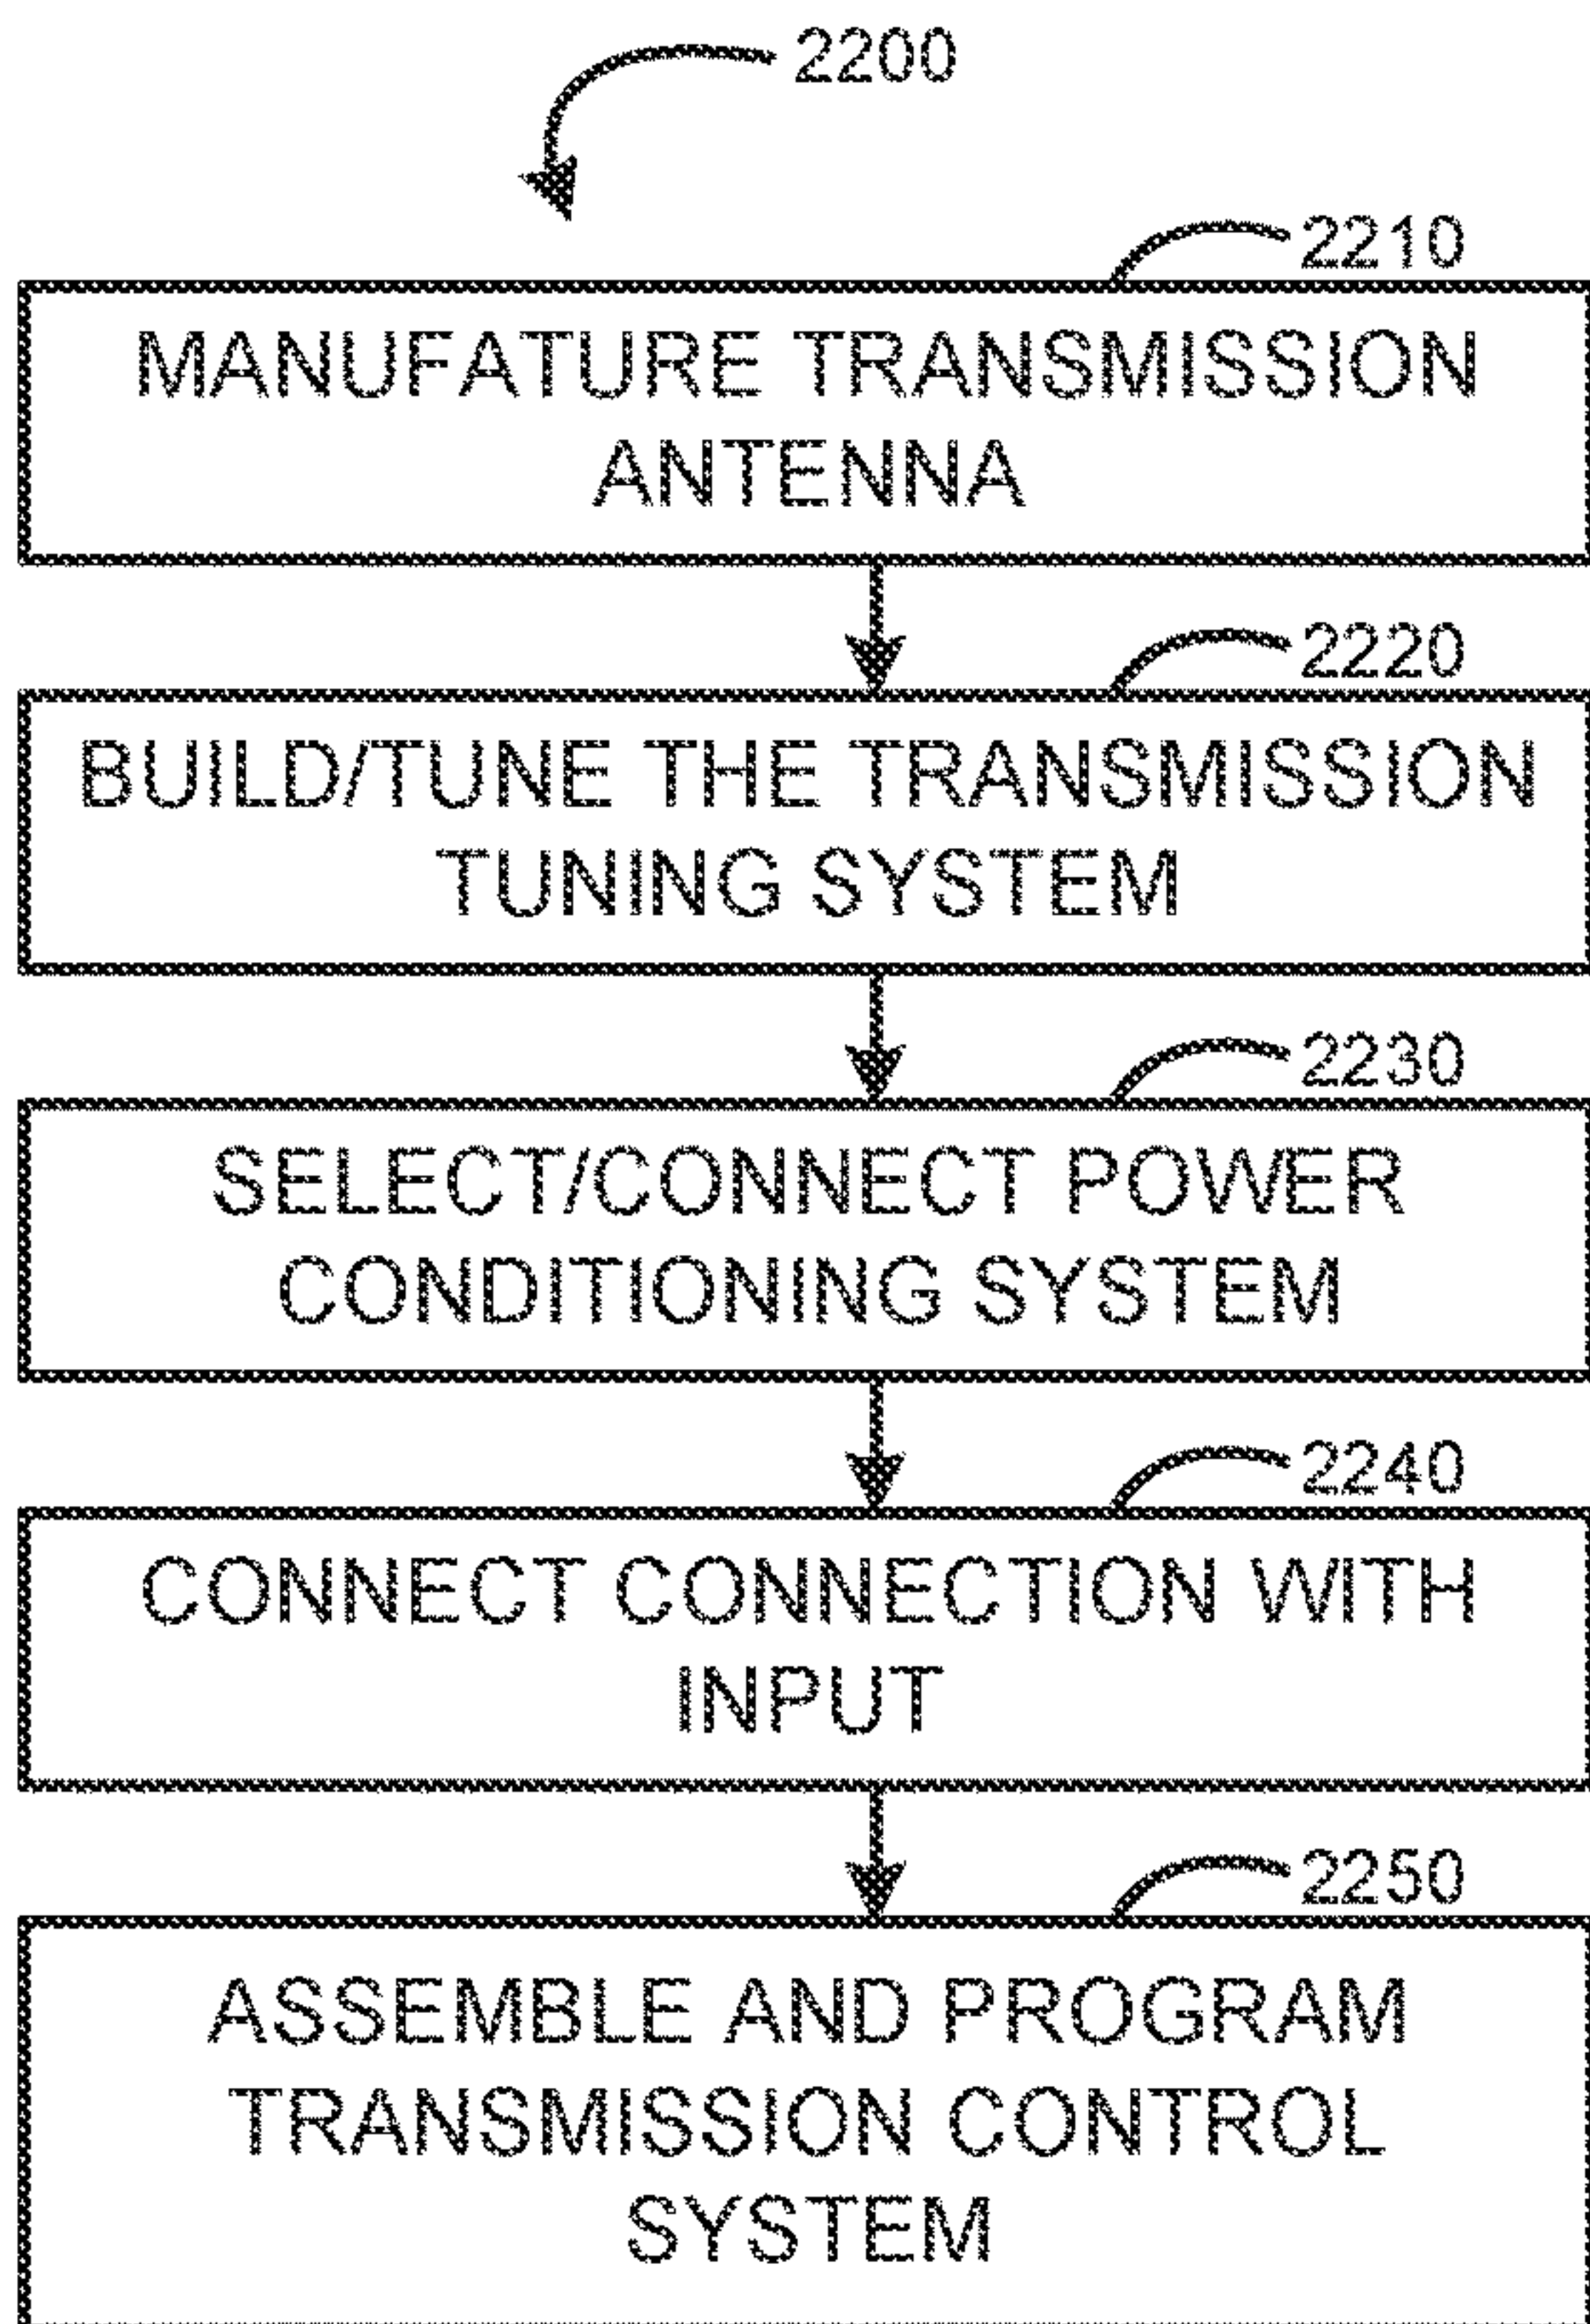 2200
2210
MANUFATURE TRANSMISSION
ANTENNA
2220
BUILD/TUNE THE TRANSMISSION
TUNING SYSTEM
2230
SELECT/CONNECT POWER
CONDITIONING SYSTEM
2240
CONNECT CONNECTION WITH
INPUT
2250
ASSEMBLE AND PROGRAM
TRANSMISSION CONTROL
SYSTEM